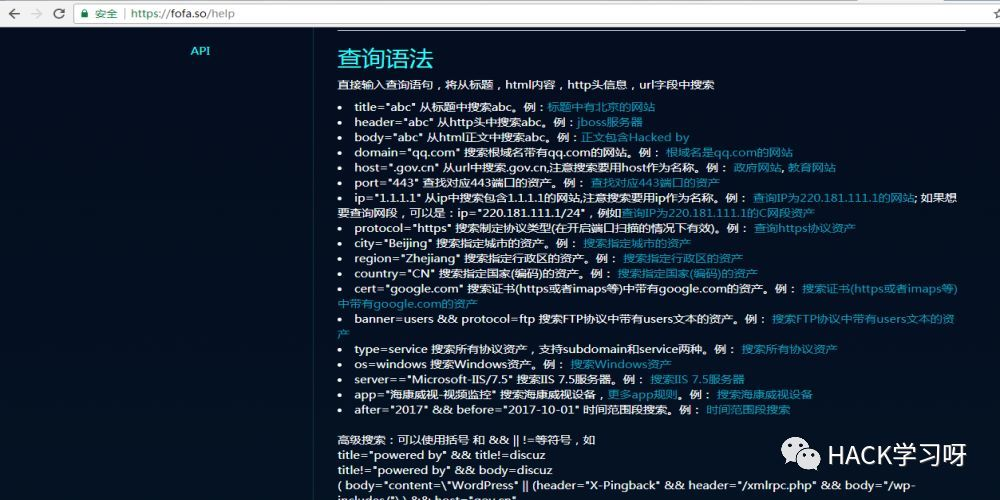 安全 | https://fofa.so/help
API
查询语法
直接输入查询语句，将从标题，html内容，http头信息，url字段中搜索
• title="abc" 从标题中搜索abc。例：标题中有北京的网站
• header="abc" 从http头中搜索abc。例：jboss服务器
• body="abc" 从html正文中搜索abc。例：正文包含Hacked by
• domain="qq.com" 搜索根域名带有qq.com的网站。例： 根域名是qq.com的网站
• host=".gov.cn" 从url中搜索.gov.cn,注意搜索要用host作为名称。例： 政府网站, 教育网站
• port="443" 查找对应443端口的资产。例： 查找对应443端口的资产
• ip="1.1.1.1" 从ip中搜索包含1.1.1.1的网站,注意搜索要用ip作为名称。例： 查询IP为220.181.111.1的网站; 如果想
要查询网段，可以是：ip="220.181.111.1/24"，例如查询IP为220.181.111.1的C网段资产
• protocol="https" 搜索制定协议类型(在开启端口扫描的情况下有效)。例： 查询https协议资产
• city="Beijing" 搜索指定城市的资产。例： 搜索指定城市的资产
• region="Zhejiang" 搜索指定行政区的资产。例： 搜索指定行政区的资产
• country="CN" 搜索指定国家(编码)的资产。例： 搜索指定国家(编码)的资产
• cert="google.com" 搜索证书(https或者imaps等)中带有google.com的资产。例： 搜索证书(https或者imaps等)
中带有google.com的资产
• banner=users && protocol=ftp 搜索FTP协议中带有users文本的资产。例： 搜索FTP协议中带有users文本的资
产
• type=service 搜索所有协议资产，支持subdomain和service两种。例： 搜索所有协议资产
• os=windows 搜索Windows资产。例： 搜索Windows资产
• server=="Microsoft-IIS/7.5" 搜索IIS 7.5服务器。例： 搜索IIS 7.5服务器
• app="海康威视-视频监控" 搜索海康威视设备，更多app规则。例： 搜索海康威视设备
• after="2017" && before="2017-10-01" 时间范围段搜索。例： 时间范围段搜索
高级搜索：可以使用括号 和 && || !=等符号，如
title="powered by" && title!=discuz
title!="powered by" && body=discuz
( body="content=\"WordPress" || (header="X-Pingback" && header="/xmlrpc.php" && body="/wp-
includes/") ) && host="gov.cn"
HACK学习呀